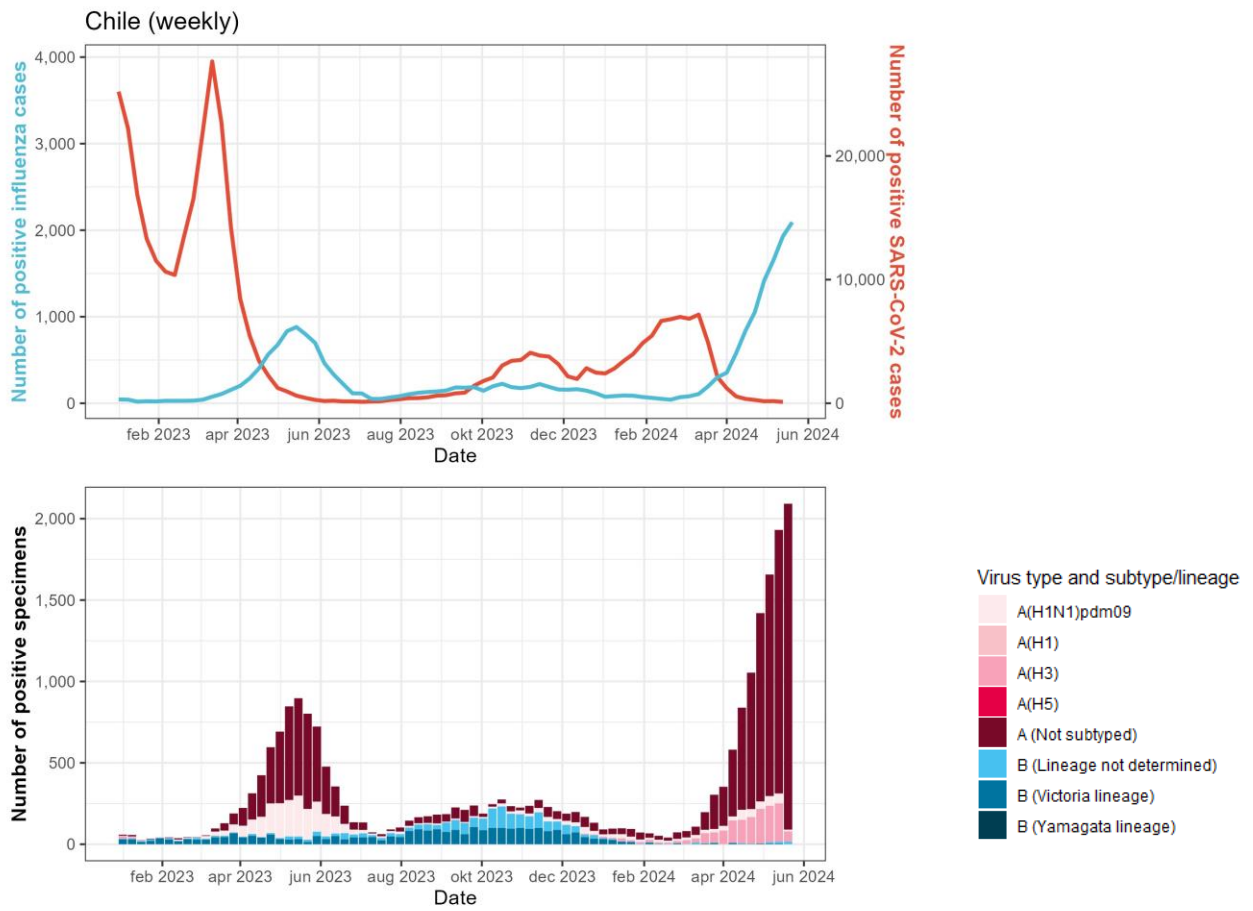 Chile (weekly)
Number of positive influenza cases
4,000
3,000
2,000
1,000
0
Number of positive SARS-CoV-2 cases
20,000
10,000
0
feb 2023 apr 2023 jun 2023 aug 2023 okt 2023 dec 2023 feb 2024 apr 2024 jun 2024
Date
Number of positive specimens
2,000
1,500
1,000
500
0
feb 2023 apr 2023 jun 2023 aug 2023 okt 2023 dec 2023 feb 2024 apr 2024 jun 2024
Date
Virus type and subtype/lineage
A(H1N1)pdm09
A(H1)
A(H3)
A(H5)
A (Not subtyped)
B (Lineage not determined)
B (Victoria lineage)
B (Yamagata lineage)